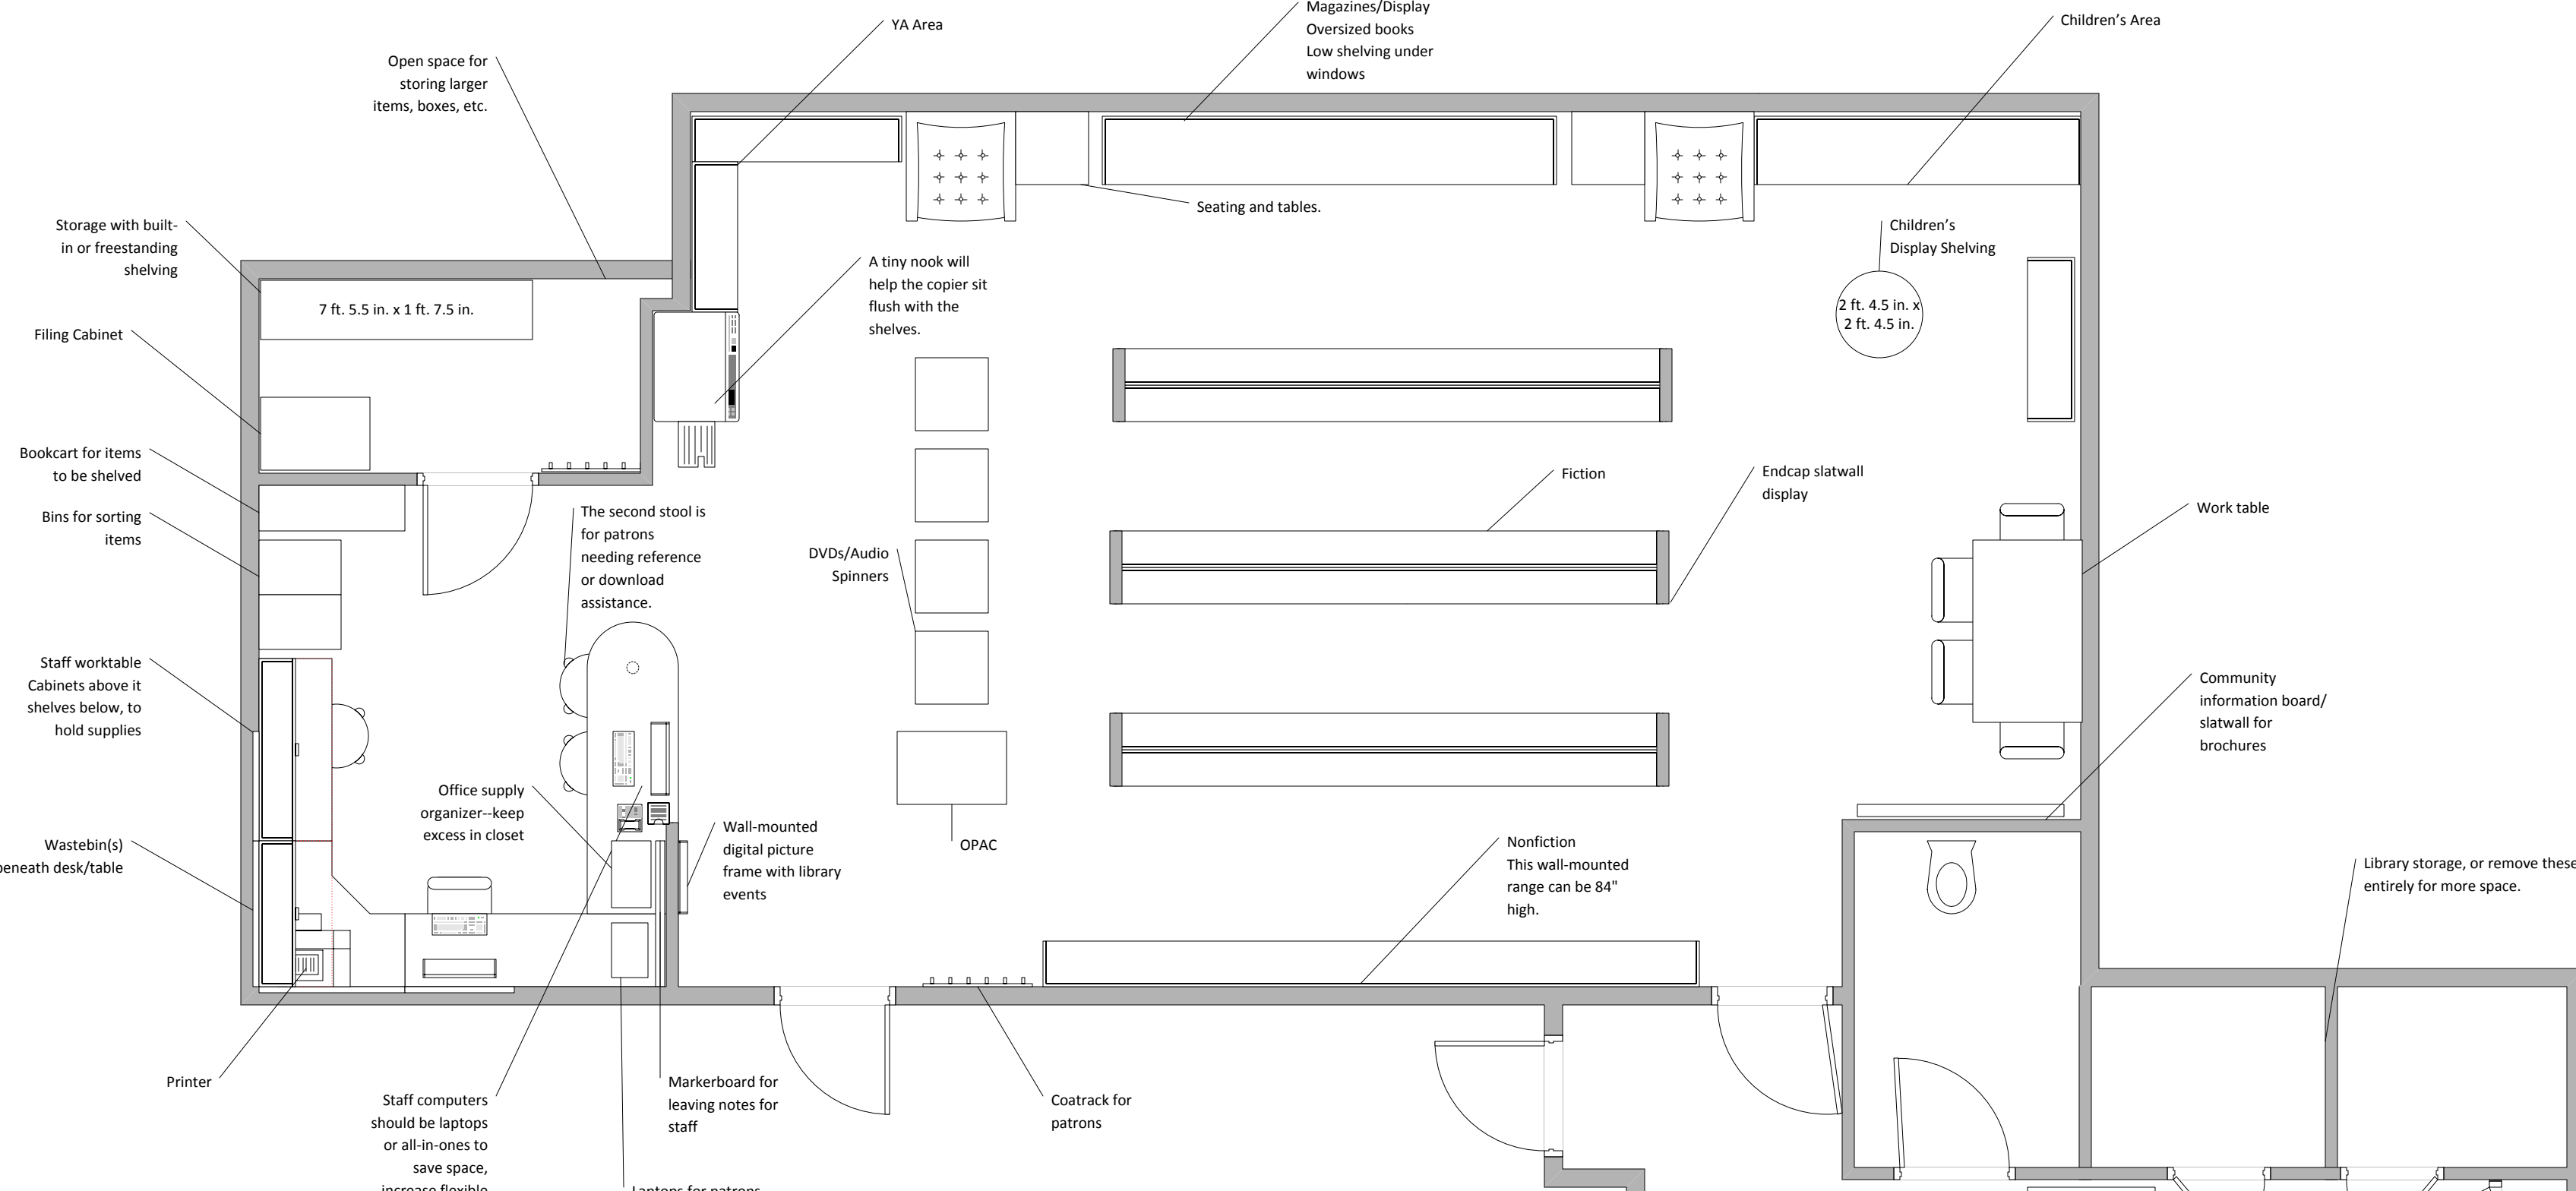 YA Area
Magazines/Display
Oversized books
Low shelving under
windows
Children's Area
Open space for
storing larger
items, boxes, etc.
Storage with built-
in or freestanding
shelving
Seating and tables.
Children's
Display Shelving
7 ft. 5.5 in. x 1 ft. 7.5 in.
A tiny nook will
help the copier sit
flush with the
shelves.
2 ft. 4.5 in. x
2 ft. 4.5 in.
Filing Cabinet
Bookcart for items
to be shelved
Fiction
Endcap slatwall
display
Bins for sorting
items
The second stool is
for patrons
needing reference
or download
assistance.
Work table
DVDs/Audio
Spinners
Staff worktable
Cabinets above it
shelves below, to
hold supplies
Community
information board/
slatwall for
brochures
Office supply
organizer--keep
excess in closet
Wall-mounted
digital picture
frame with library
events
OPAC
Nonfiction
This wall-mounted
range can be 84"
high.
Wastebin(s)
beneath desk/table
Library storage, or remove these
entirely for more space.
Printer
Markerboard for
leaving notes for
staff
Coatrack for
patrons
Staff computers
should be laptops
or all-in-ones to
save space,
increase flexible
Laptops for patrons